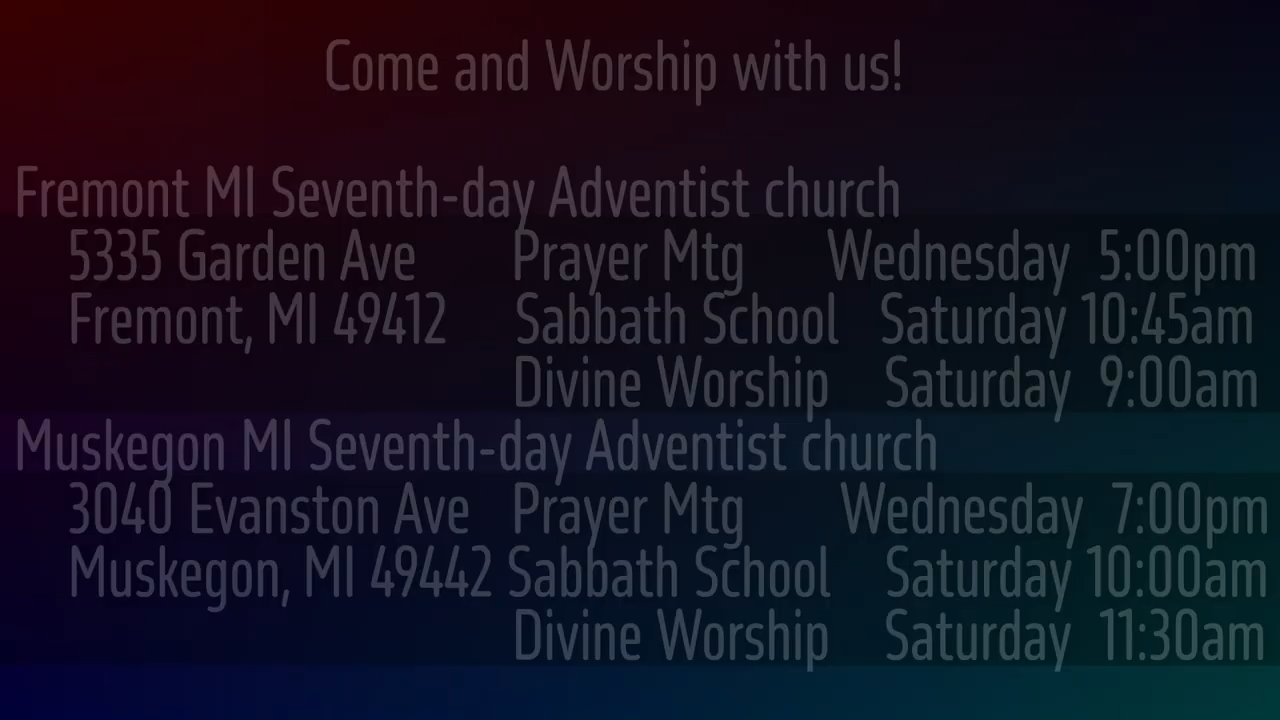 Come and Worship with us!
Fremont MI Seventh-day Adventist church
5335 Garden Ave Prayer Mtg Wednesday 5:00pm
Fremont, MI 49412 Sabbath School Saturday 10:45am
Divine Worship Saturday 9:00am
Muskegon MI Seventh-day Adventist church
3040 Evanston Ave Prayer Mtg Wednesday 7:00pm
Muskegon, MI 49442 Sabbath School Saturday 10:00am
Divine Worship Saturday 11:30am